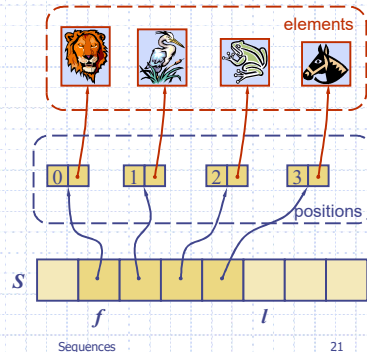 elements
0 1 2 3
positions
S
f l
Sequences 21